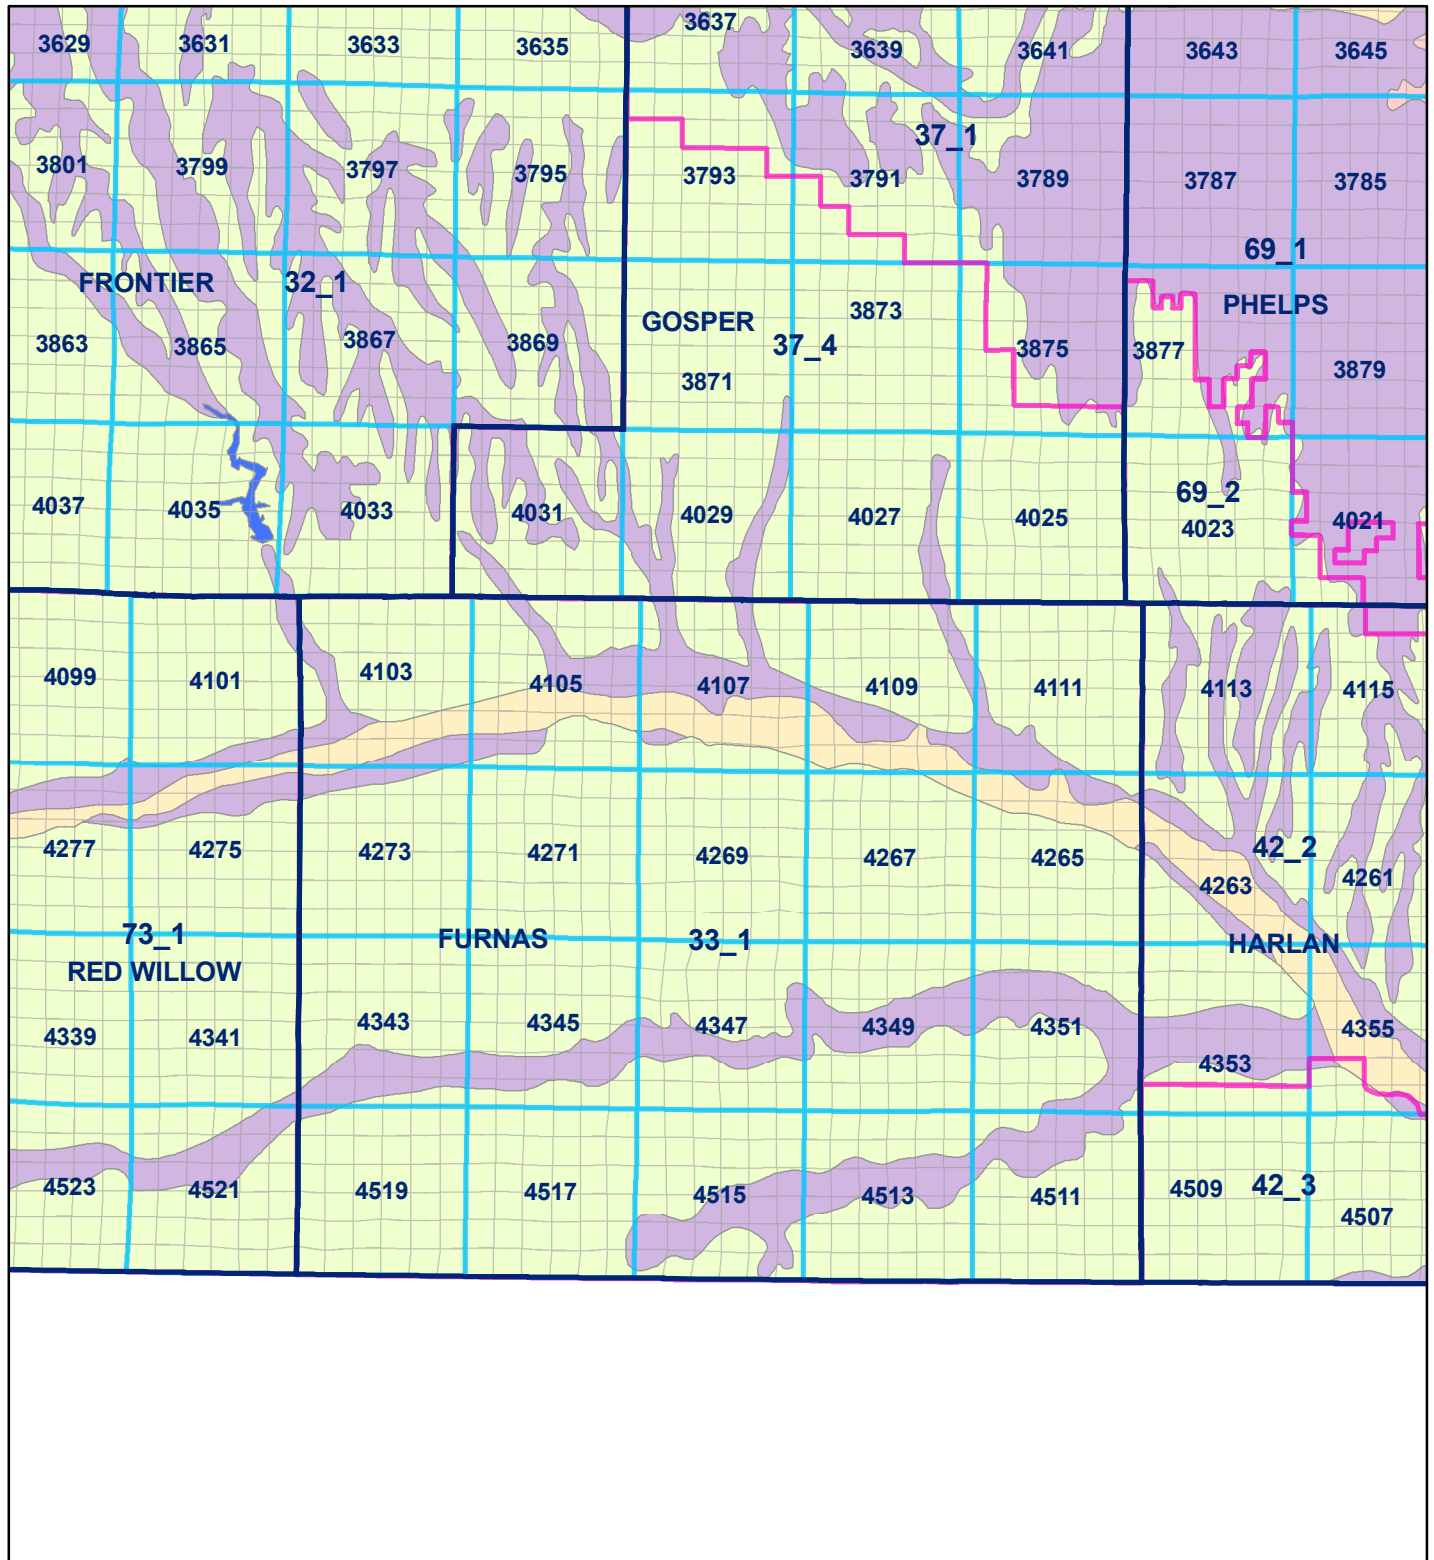 3637
3629 3631 3633 3635 3639 3641 3643 3645
37_1
3801 3799 3797 3795 3793 3791 3789 3787 3785
69_1
FRONTIER 32_1 PHELPS
GOSPER 3873
3863 3865 3867 3869 37_4 3875 3877
3871 3879
69_2
4037 4035 4033 4031 4029 4027 4025 4023 4021
4099 4101 4103 4105 4107 4109 4111 4113 4115
42_2
4277 4275 4273 4271 4269 4267 4265 4263 4261
73_1 FURNAS 33_1 HARLAN
RED WILLOW
4339 4341 4343 4345 4347 4349 4351 4353 4355
4523 4521 4519 4517 4515 4513 4511 4509 42_3
4507